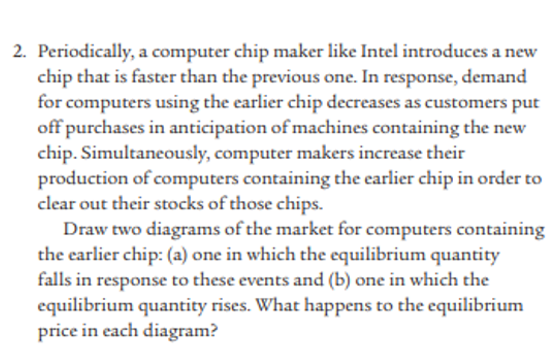 2. Periodically, a computer chip maker like Intel introduces a new
chip that is faster than the previous one. In response, demand
for computers using the earlier chip decreases as customers put
off purchases in anticipation of machines containing the new
chip. Simultaneously, computer makers increase their
production of computers containing the earlier chip in order to
clear out their stocks of those chips.
Draw two diagrams of the market for computers containing
the earlier chip: (a) one in which the equilibrium quantity
falls in response to these events and (b) one in which the
equilibrium quantity rises. What happens to the equilibrium
price in each diagram?